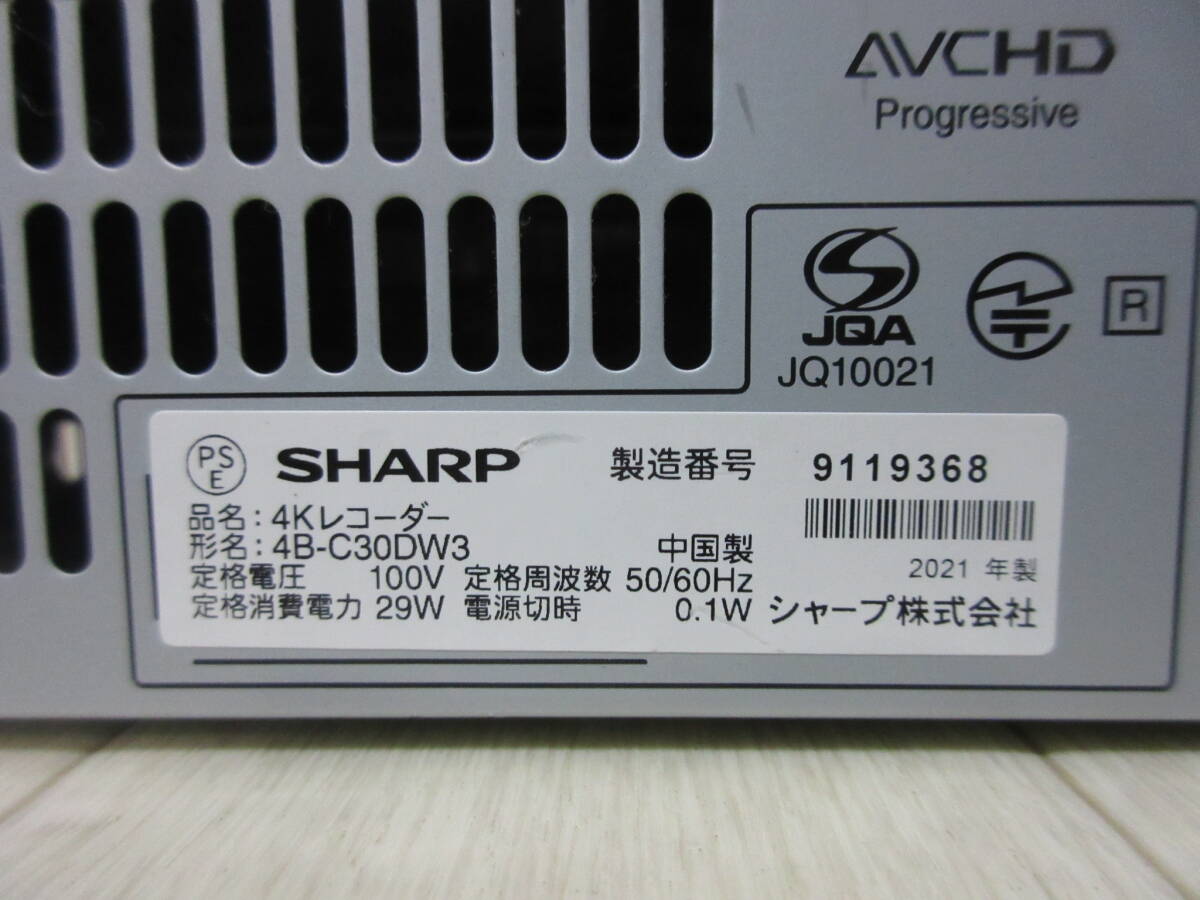 AVCHD
Progressive
JQA
JQ10021
R
PS
E
SHARP 製造番号 9119368
品名:4Kレコーダー
形名:4B-C30DW3 中国製
2021 年製
定格電圧 100V 定格周波数 50/60Hz
定格消費電力 29W 電源切時 0.1W シャープ株式会社